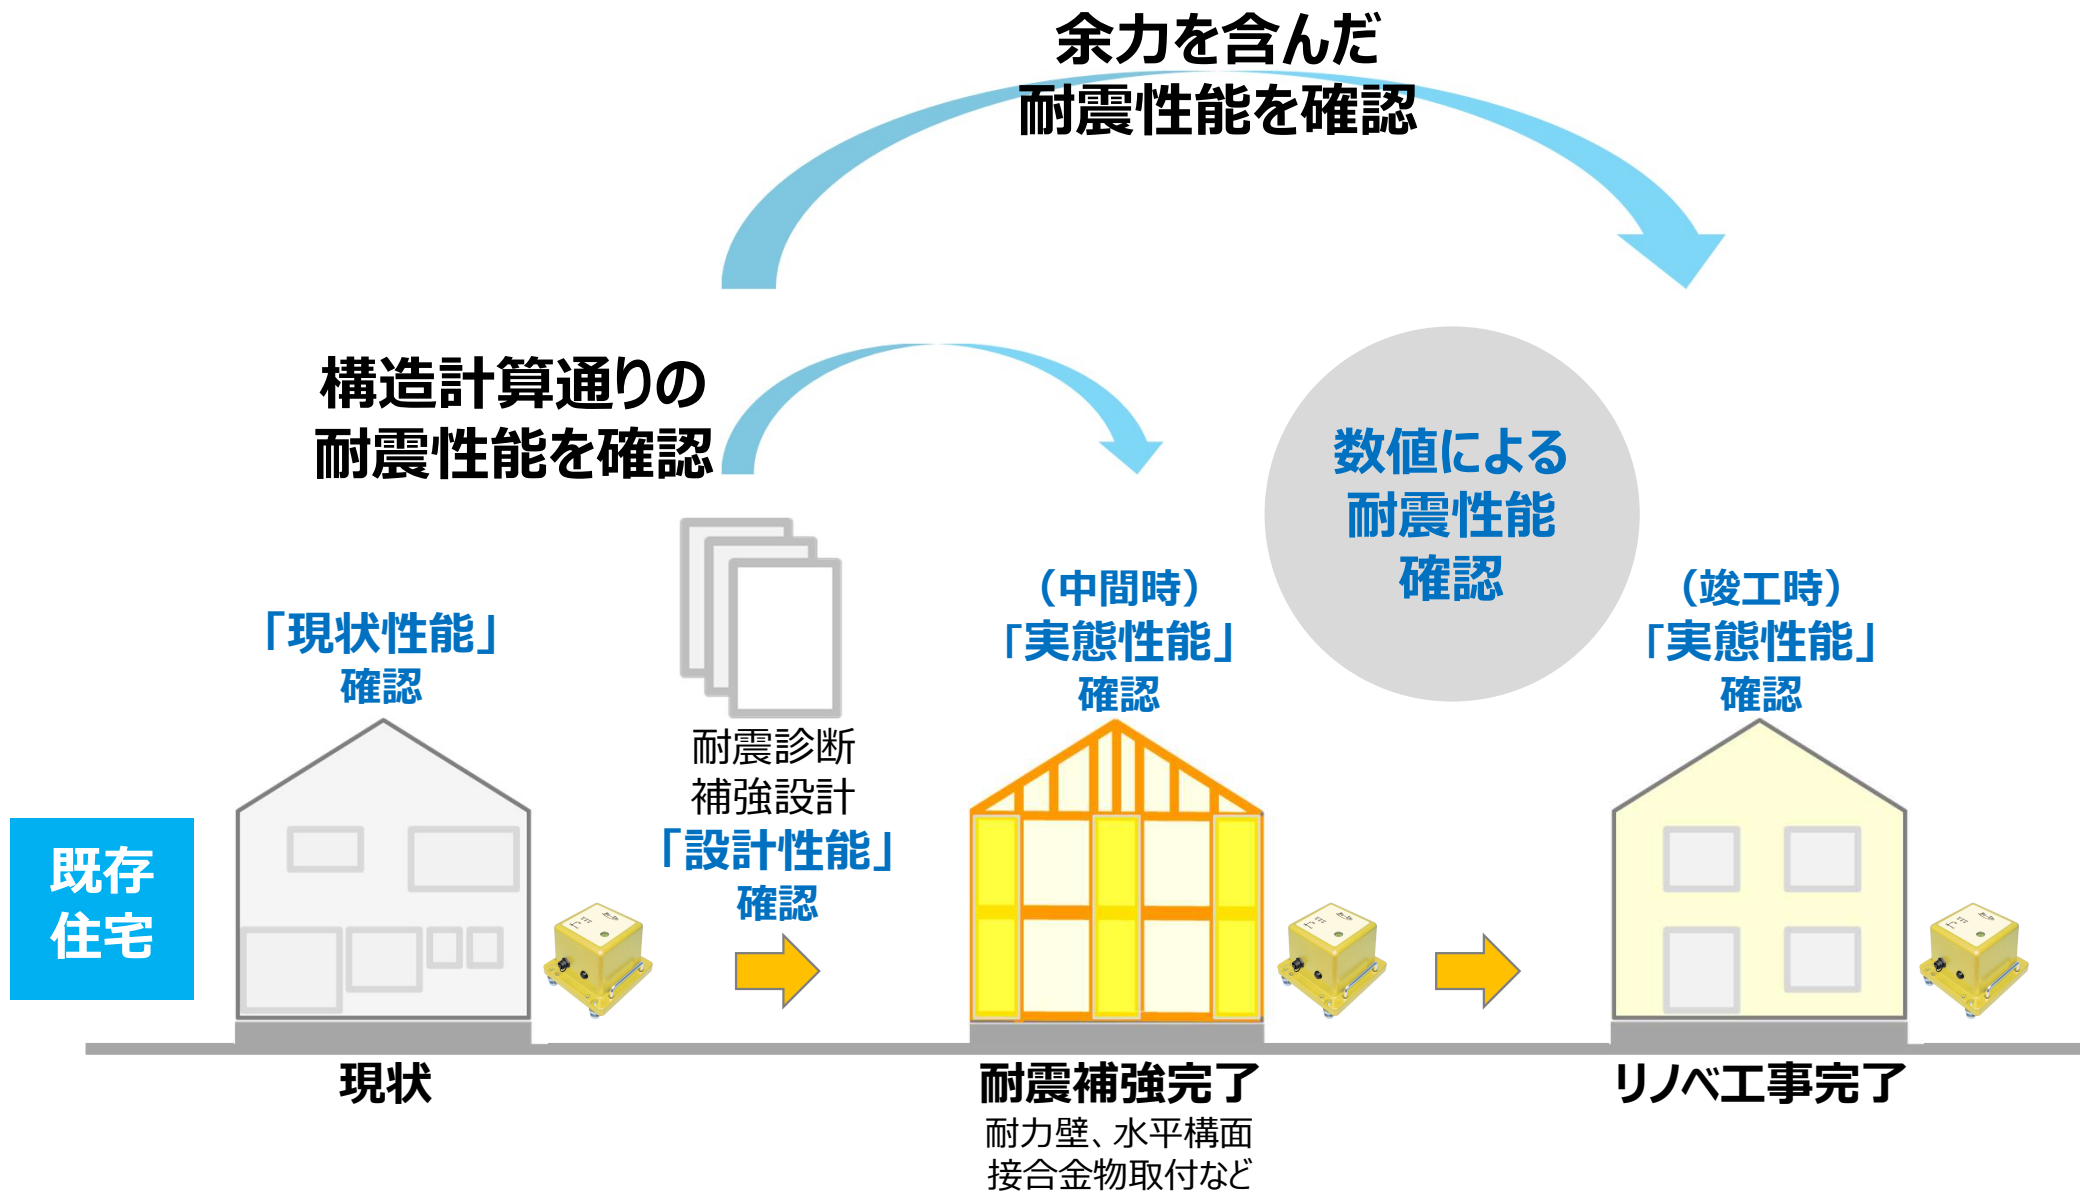 余力を含んだ
耐震性能を確認
構造計算通りの
耐震性能を確認
数値による
耐震性能
確認
「現状性能」
確認
耐震診断
補強設計
「設計性能」
確認
（中間時）
「実態性能」
確認
（竣工時）
「実態性能」
確認
既存
住宅
現状
耐震補強完了
耐力壁、水平構面
接合金物取付など
リノベ工事完了